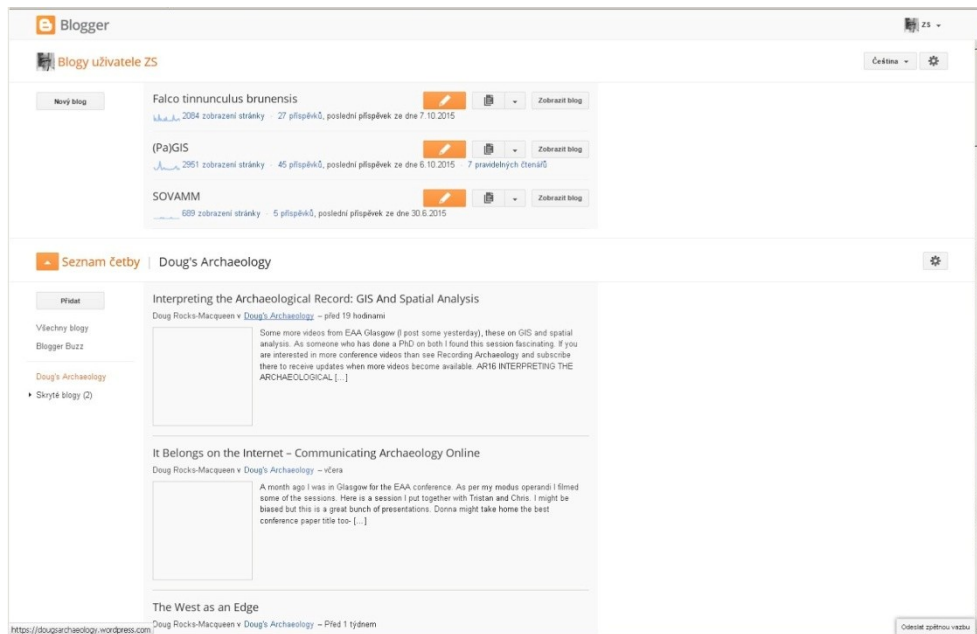 Blogger
ZS
Blogy uživatele ZS
Čeština
Nový blog
Falco tinnunculus brunensis
Zobrazit blog
2084 zobrazení stránky · 27 příspěvků, poslední příspěvek ze dne 7.10.2015
(Pa)GIS
Zobrazit blog
2951 zobrazení stránky · 45 příspěvků, poslední příspěvek ze dne 6.10.2015 · 7 pravidelných čtenářů
SOVAMM
Zobrazit blog
689 zobrazení stránky · 5 příspěvků, poslední příspěvek ze dne 30.6.2015
Seznam četby | Doug's Archaeology
Přidat
Všechny blogy
Blogger Buzz
Doug's Archaeology
Skryté blogy (2)
Interpreting the Archaeological Record: GIS And Spatial Analysis
Doug Rocks-Macqueen v Doug's Archaeology – před 19 hodinami
Some more videos from EAA Glasgow (I post some yesterday), these on GIS and spatial
analysis. As someone who has done a PhD on both I found this session fascinating. If you
are interested in more conference videos than see Recording Archaeology and subscribe
there to receive updates when more videos become available. AR16 INTERPRETING THE
ARCHAEOLOGICAL […]
It Belongs on the Internet – Communicating Archaeology Online
Doug Rocks-Macqueen v Doug's Archaeology – včera
A month ago I was in Glasgow for the EAA conference. As per my modus operandi I filmed
some of the sessions. Here is a session I put together with Tristan and Chris. I might be
biased but this is a great bunch of presentations. Donna might take home the best
conference paper title too- […]
The West as an Edge
Doug Rocks-Macqueen v Doug's Archaeology – Před 1 týdnem
https://dougsarchaeology.wordpress.com
Odeslat zpětnou vazbu